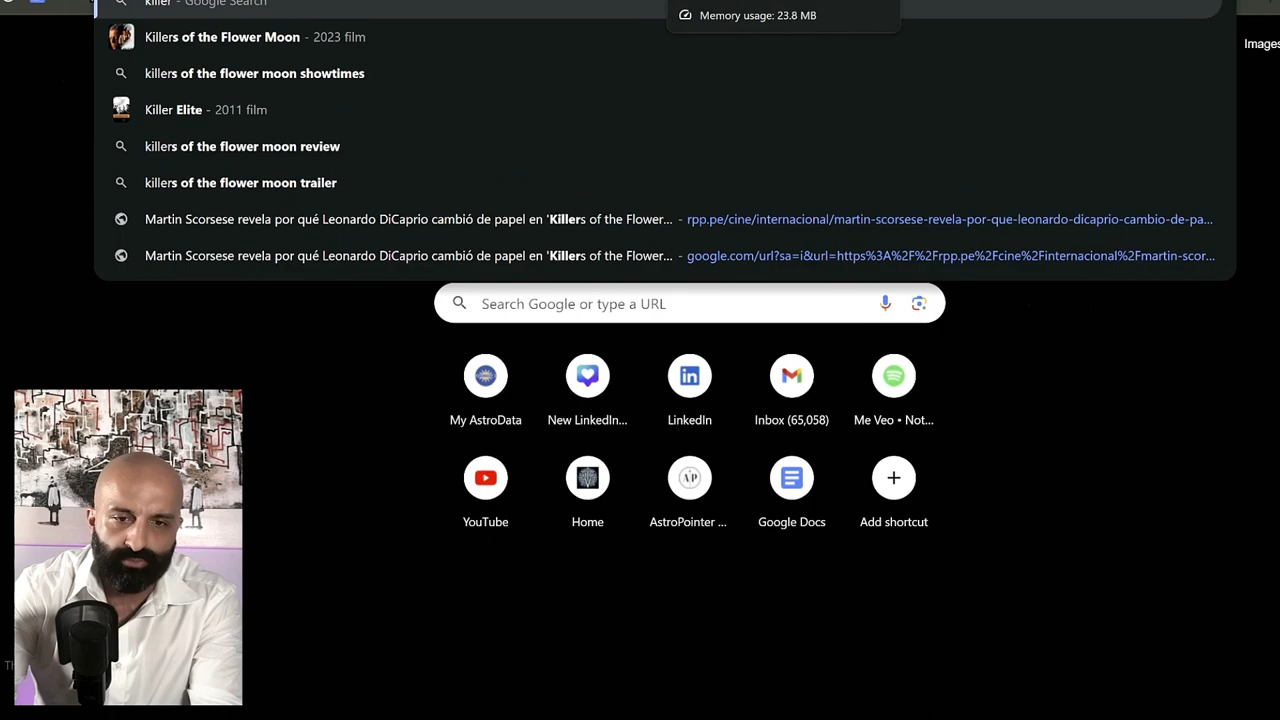 killer - Google Search
Memory usage: 23.8 MB
Killers of the Flower Moon - 2023 film
Images
killers of the flower moon showtimes
Killer Elite - 2011 film
killers of the flower moon review
killers of the flower moon trailer
Martin Scorsese revela por qué Leonardo DiCaprio cambió de papel en 'Killers of the Flower... - rpp.pe/cine/internacional/martin-scorsese-revela-por-que-leonardo-dicaprio-cambio-de-pa...
Martin Scorsese revela por qué Leonardo DiCaprio cambió de papel en 'Killers of the Flower... - google.com/url?sa=i&url=https%3A%2F%2Frpp.pe%2Fcine%2Finternacional%2Fmartin-scor...
Search Google or type a URL
My AstroData
New LinkedIn...
LinkedIn
Inbox (65,058)
Me Veo • Not...
YouTube
Home
AstroPointer ...
Google Docs
Add shortcut